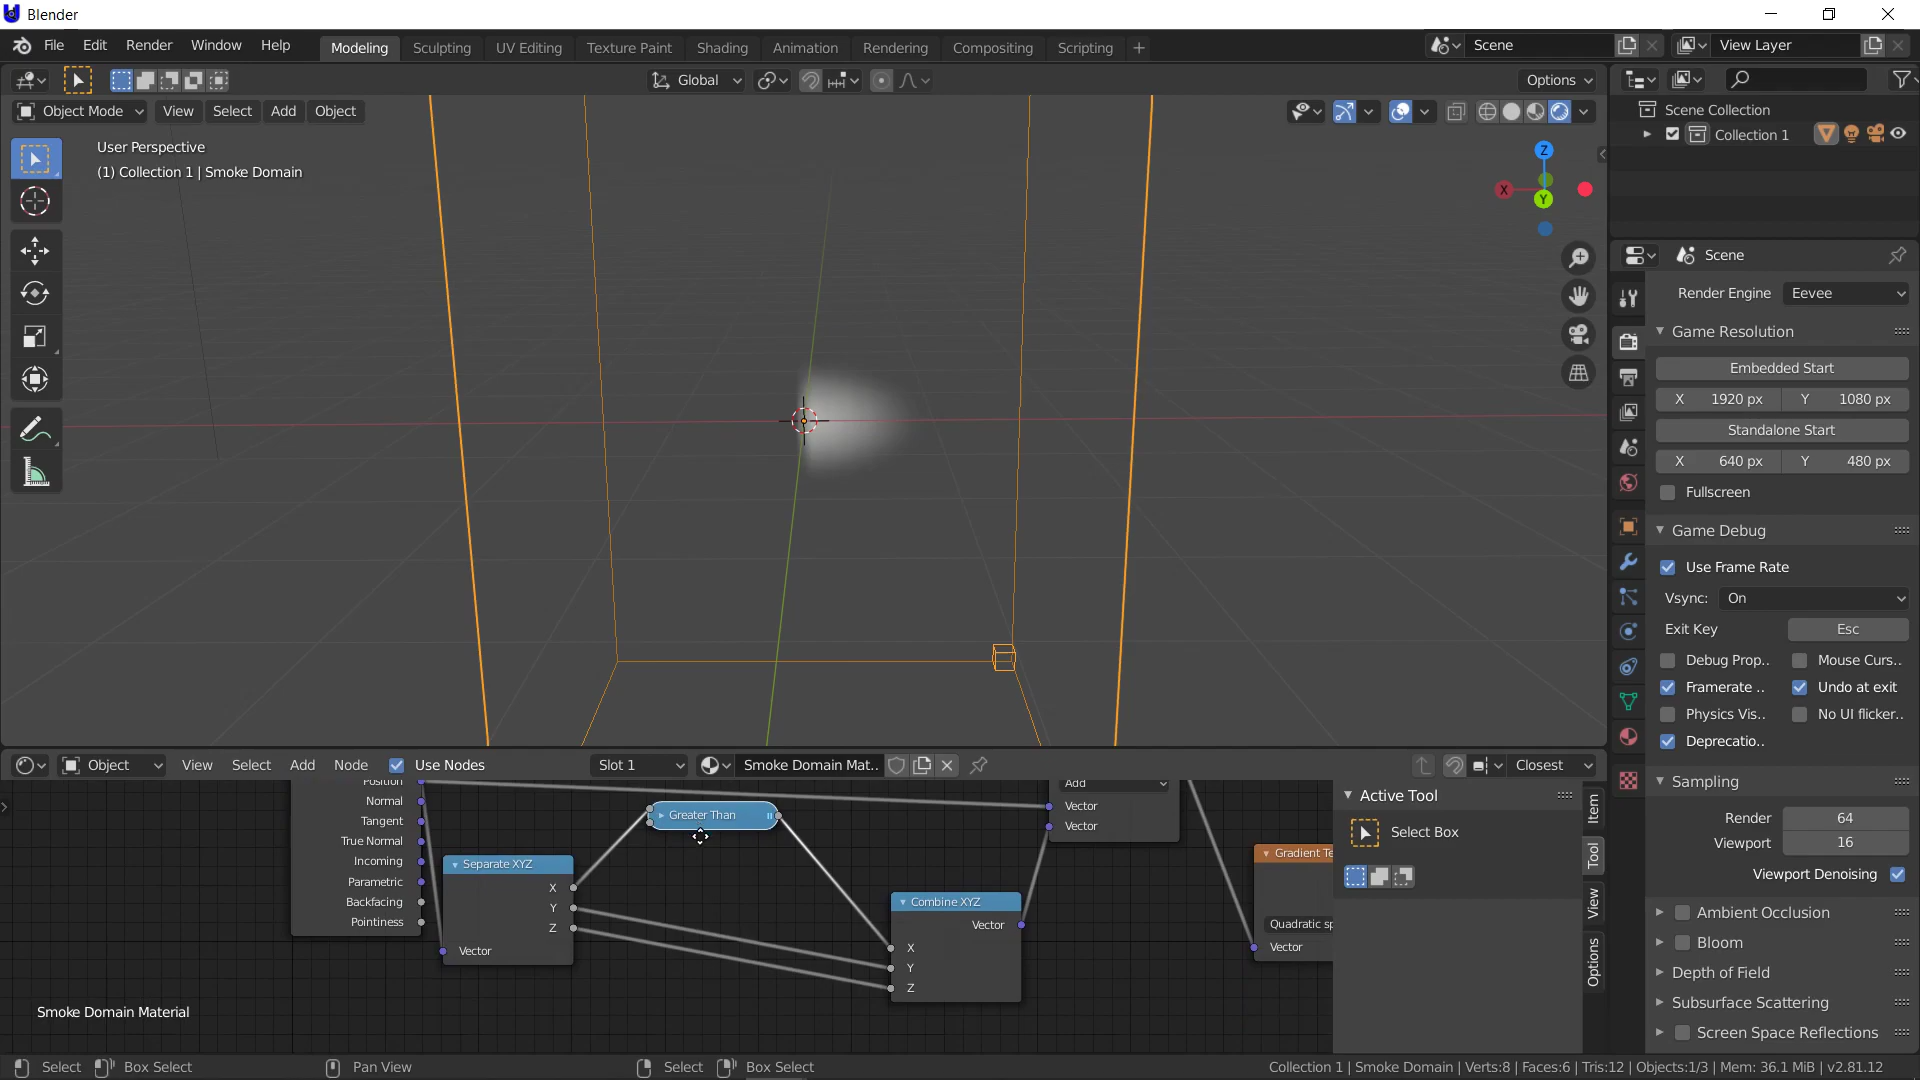 Blender
File Edit Render Window Help
Modeling Sculpting UV Editing Texture Paint Shading Animation Rendering Compositing Scripting +
Scene
View Layer
Global
Options
Object Mode View Select Add Object
User Perspective
(1) Collection 1 | Smoke Domain
Z
X
Y
Scene Collection
Collection 1
Scene
Render Engine Eevee
Game Resolution
Embedded Start
X 1920 px Y 1080 px
Standalone Start
X 640 px Y 480 px
Fullscreen
Game Debug
Use Frame Rate
Vsync: On
Exit Key Esc
Debug Prop.. Mouse Curs..
Framerate .. Undo at exit
Physics Vis.. No UI flicker..
Deprecatio..
Sampling
Render 64
Viewport 16
Viewport Denoising
Ambient Occlusion
Bloom
Depth of Field
Subsurface Scattering
Screen Space Reflections
Object View Select Add Node Use Nodes Slot 1 Smoke Domain Mat.. Closest
Position
Normal
Tangent
True Normal
Incoming
Parametric
Backfacing
Pointiness
Separate XYZ
X
Y
Z
Vector
Greater Than
Combine XYZ
Vector
X
Y
Z
Add
Vector
Vector
Gradient Te
Quadratic sp
Vector
Active Tool
Select Box
Item
Tool
View
Options
Smoke Domain Material
Select Box Select Pan View Select Box Select
Collection 1 | Smoke Domain | Verts:8 | Faces:6 | Tris:12 | Objects:1/3 | Mem: 36.1 MiB | v2.81.12